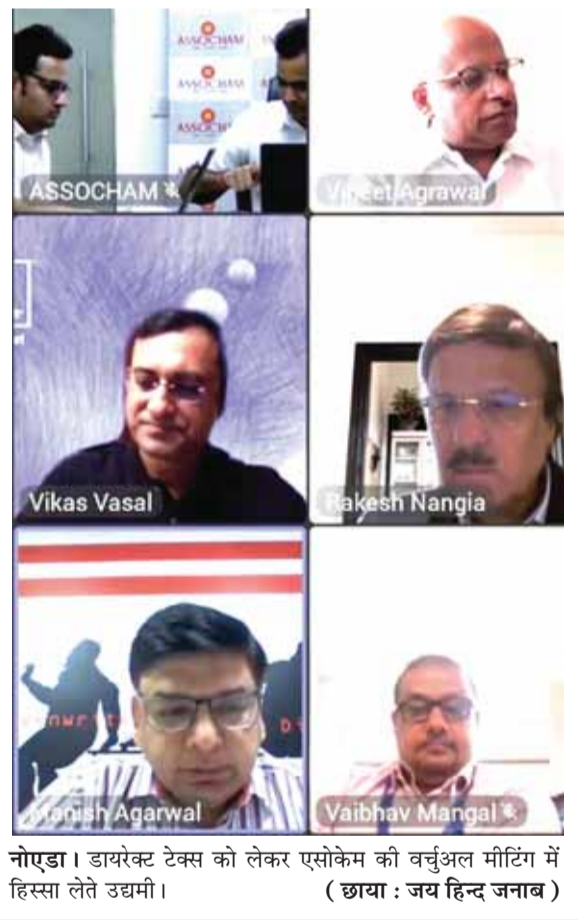 ASSOCHAM
ASSOCHAM
ASSOCHAM
ASSOCHAM
Vineet Agrawal
Vikas Vasal
Rakesh Nangia
Manish Agarwal
Vaibhav Mangal
नोएडा। डायरेक्ट टेक्स को लेकर एसोकेम की वर्चुअल मीटिंग में
हिस्सा लेते उद्यमी। ( छाया : जय हिन्द जनाब )